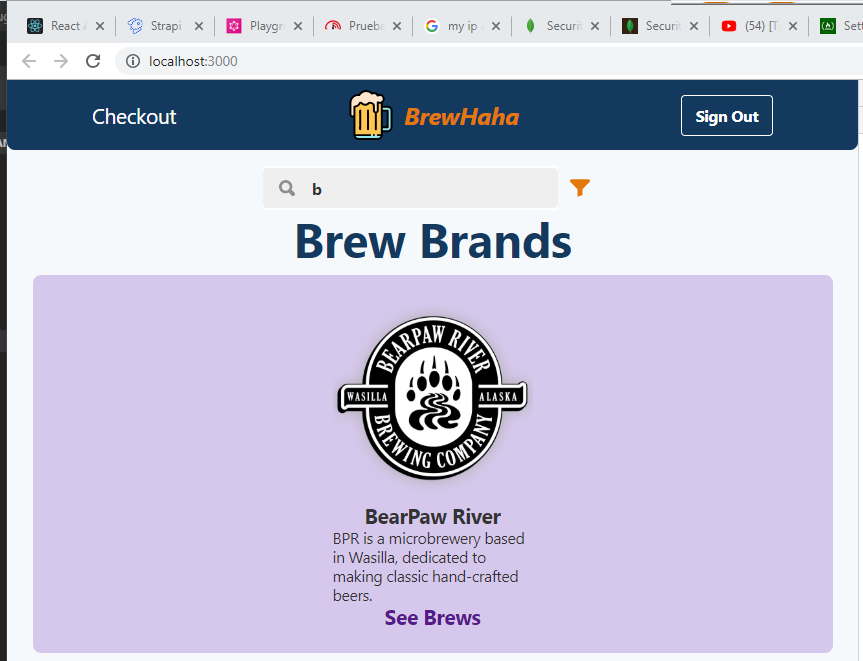 React A
Strapi
Playgr
Prueba
my ip a
Securit
Securit
(54) [T
Sett
localhost:3000
Checkout
BrewHaha
Sign Out
b
Brew Brands
BEARPAW RIVER
WASILLA
ALASKA
BREWING COMPANY
BearPaw River
BPR is a microbrewery based
in Wasilla, dedicated to
making classic hand-crafted
beers.
See Brews